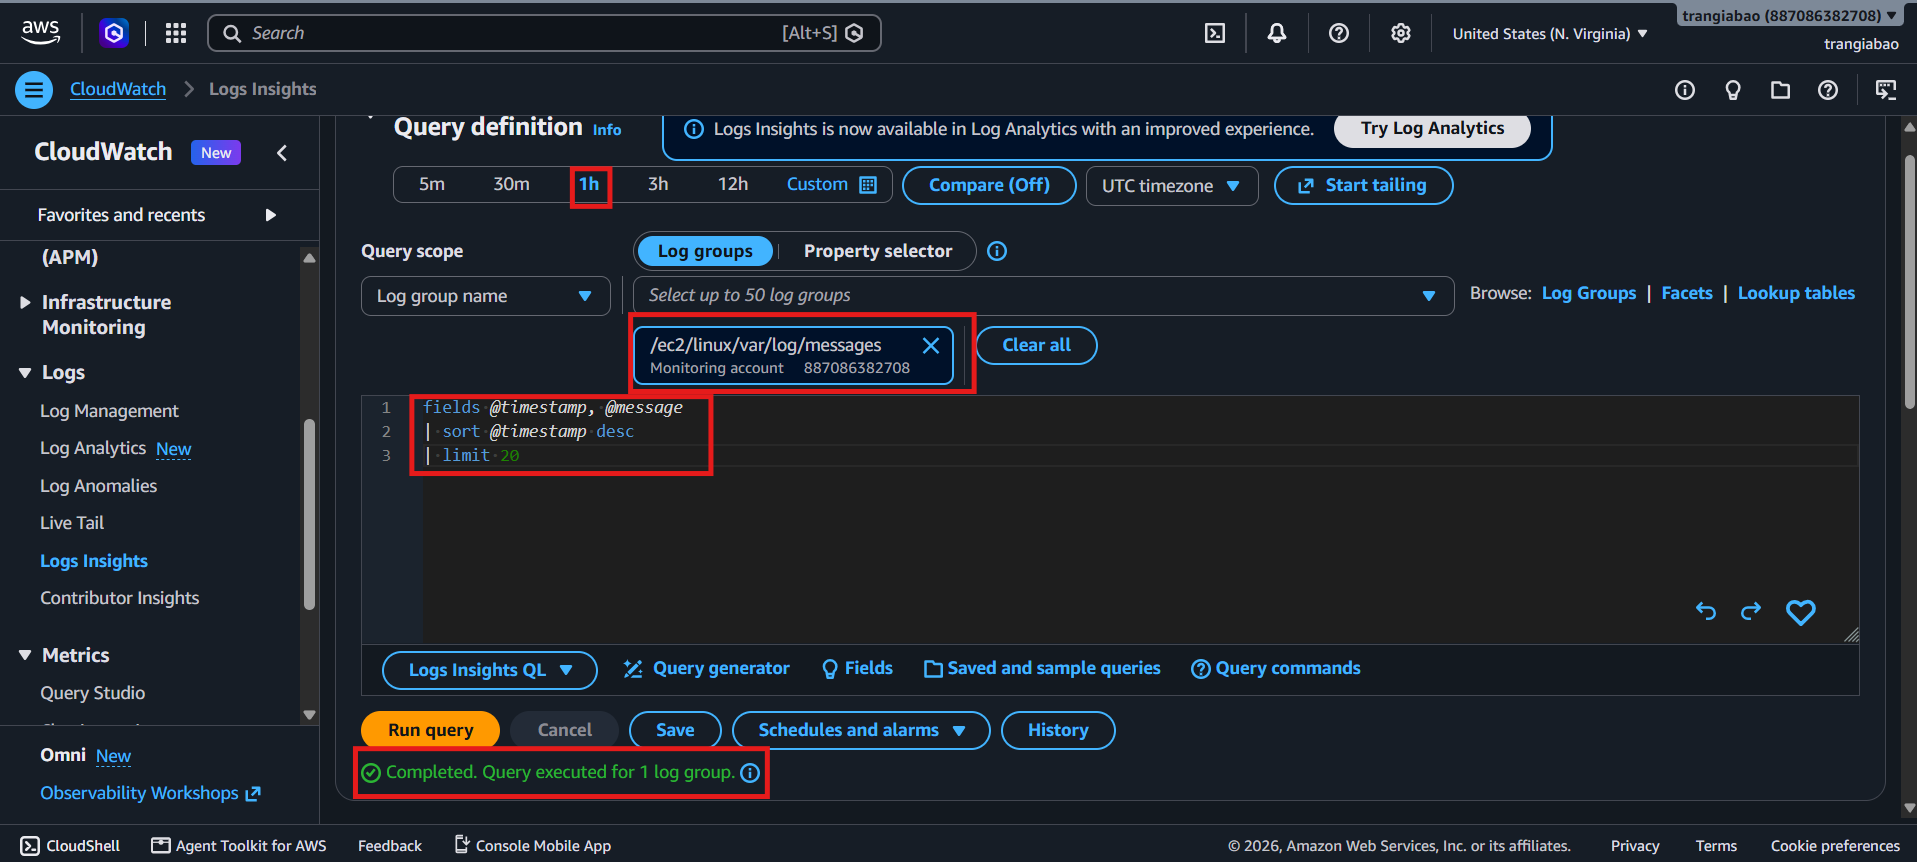 aws
Search [Alt+S]
United States (N. Virginia)
trangiabao (887086382708)
trangiabao
CloudWatch
Logs Insights
CloudWatch New
Favorites and recents
(APM)
Infrastructure
Monitoring
Logs
Log Management
Log Analytics New
Log Anomalies
Live Tail
Logs Insights
Contributor Insights
Metrics
Query Studio
Omni New
Observability Workshops
Query definition Info
Logs Insights is now available in Log Analytics with an improved experience.
Try Log Analytics
5m 30m 1h 3h 12h Custom
Compare (Off)
UTC timezone
Start tailing
Query scope
Log groups
Property selector
Log group name
Select up to 50 log groups
Browse: Log Groups | Facets | Lookup tables
/ec2/linux/var/log/messages
Monitoring account 887086382708
Clear all
1 fields @timestamp, @message
2 | sort @timestamp desc
3 | limit 20
Logs Insights QL
Query generator
Fields
Saved and sample queries
Query commands
Run query
Cancel
Save
Schedules and alarms
History
Completed. Query executed for 1 log group.
CloudShell
Agent Toolkit for AWS
Feedback
Console Mobile App
© 2026, Amazon Web Services, Inc. or its affiliates.
Privacy
Terms
Cookie preferences